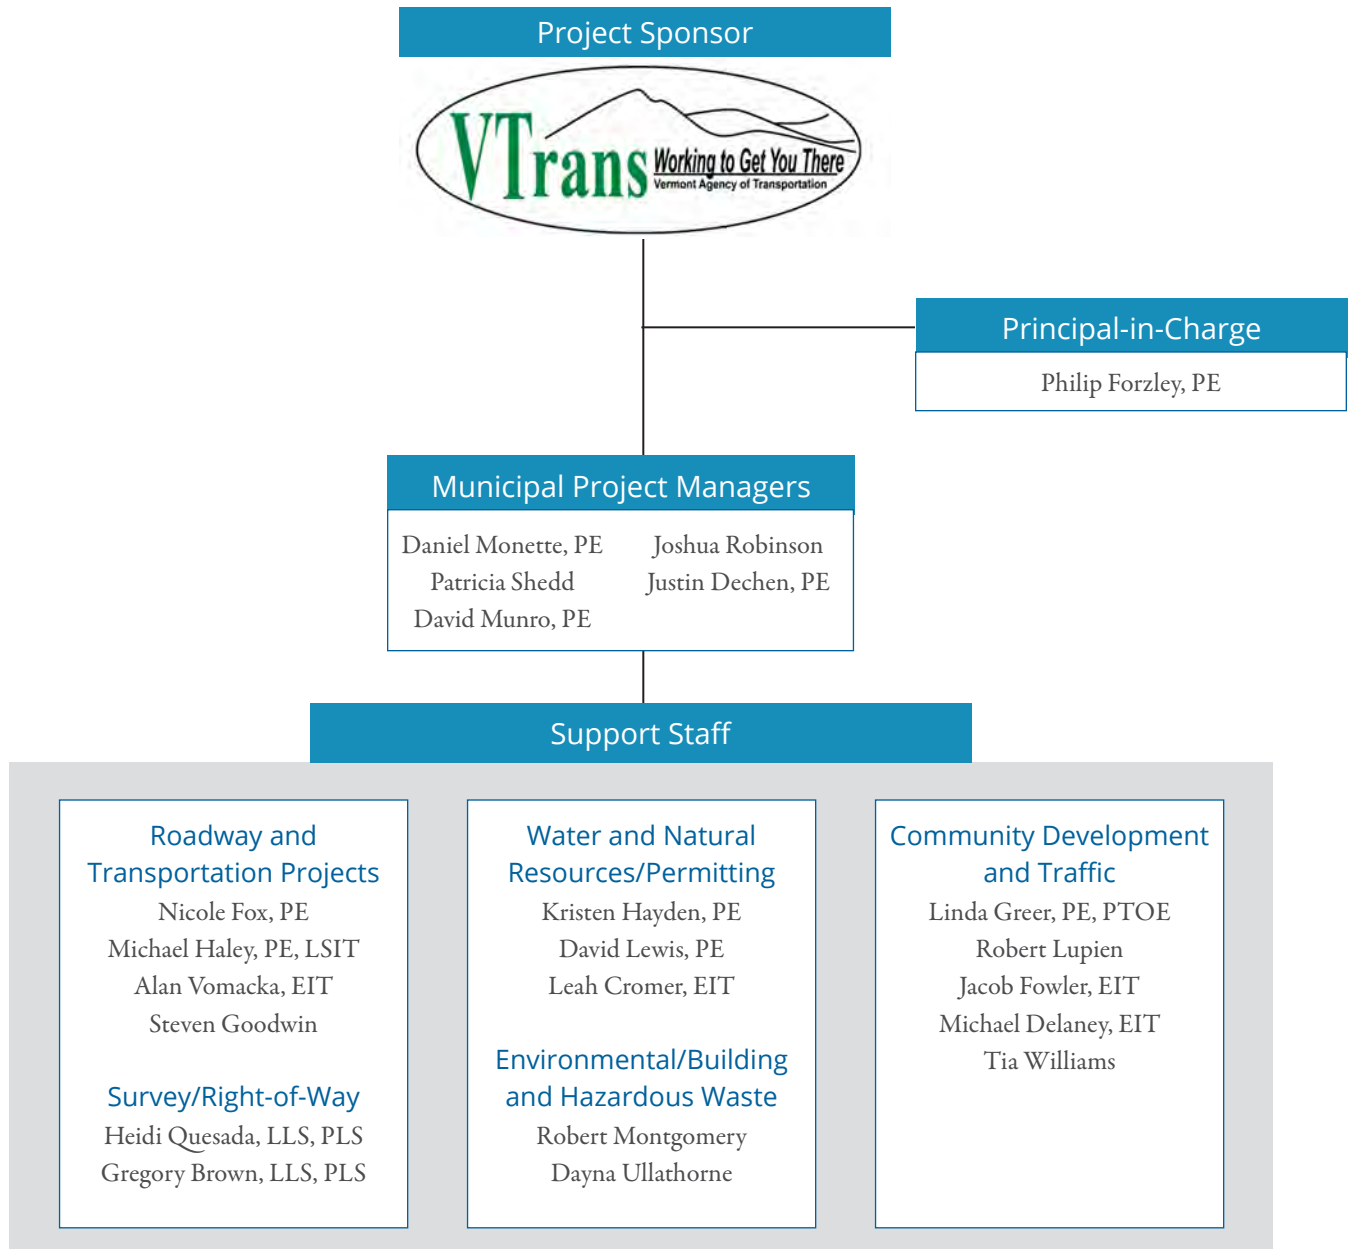 Project Sponsor
VTrans Working to Get You There
Vermont Agency of Transportation
Principal-in-Charge
Philip Forzley, PE
Municipal Project Managers
Daniel Monette, PE
Patricia Shedd
David Munro, PE
Joshua Robinson
Justin Dechen, PE
Support Staff
Roadway and
Transportation Projects
Nicole Fox, PE
Michael Haley, PE, LSIT
Alan Vomacka, EIT
Steven Goodwin
Survey/Right-of-Way
Heidi Quesada, LLS, PLS
Gregory Brown, LLS, PLS
Water and Natural
Resources/Permitting
Kristen Hayden, PE
David Lewis, PE
Leah Cromer, EIT
Environmental/Building
and Hazardous Waste
Robert Montgomery
Dayna Ullathorne
Community Development
and Traffic
Linda Greer, PE, PTOE
Robert Lupien
Jacob Fowler, EIT
Michael Delaney, EIT
Tia Williams